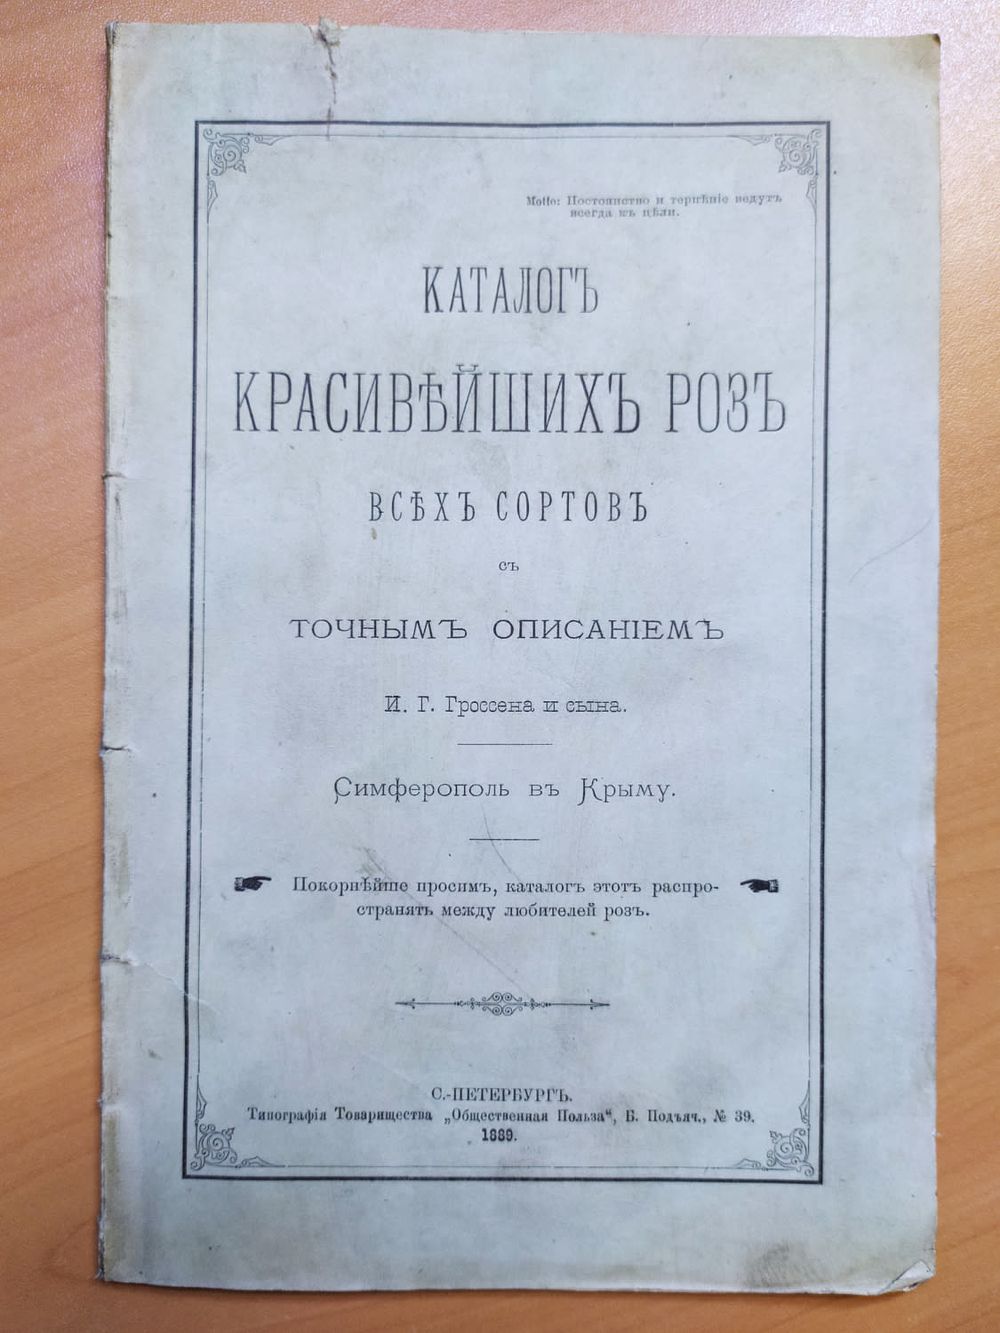 Motto: Постоянство и терпѣніе ведутъ
всегда къ цѣли.
КАТАЛОГЪ
КРАСИВѢЙШИХЪ РОЗЪ
ВСѢХЪ СОРТОВЪ
СЪ
ТОЧНЫМЪ ОПИСАНІЕМЪ
И. Г. Гроссена и сына.
Симферополь въ Крыму.
Покорнѣйше просимъ, каталогъ этотъ распро-
странять между любителей розъ.
С.-ПЕТЕРБУРГЪ.
Типографія Товарищества „Общественная Польза“, Б. Подъяч., № 39.
1889.